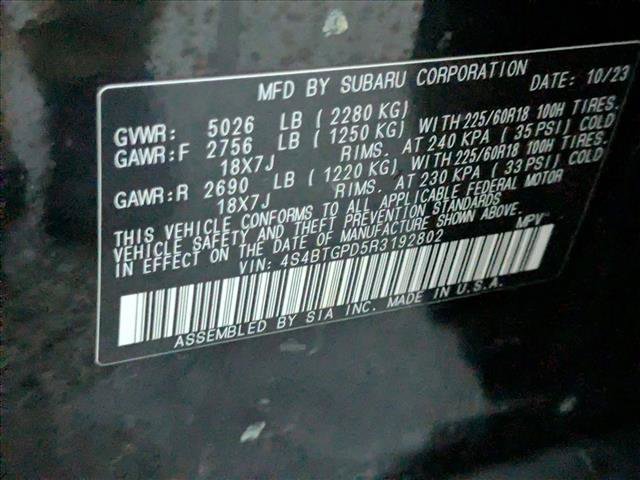 MFD BY SUBARU CORPORATION DATE: 10/23
GVWR: 5026 LB ( 2280 KG)
GAWR:F 2756 LB ( 1250 KG) WITH 225/60R18 100H TIRES.
18X7J RIMS. AT 240 KPA ( 35 PSI) COLD
GAWR:R 2690 LB ( 1220 KG) WITH 225/60R18 100H TIRES.
18X7J RIMS. AT 230 KPA ( 33 PSI) COLD
THIS VEHICLE CONFORMS TO ALL APPLICABLE FEDERAL MOTOR
VEHICLE SAFETY AND THEFT PREVENTION STANDARDS
IN EFFECT ON THE DATE OF MANUFACTURE SHOWN ABOVE.
VIN: 4S4BTGPD5R3192802 MPV
ASSEMBLED BY SIA INC. MADE IN U.S.A.